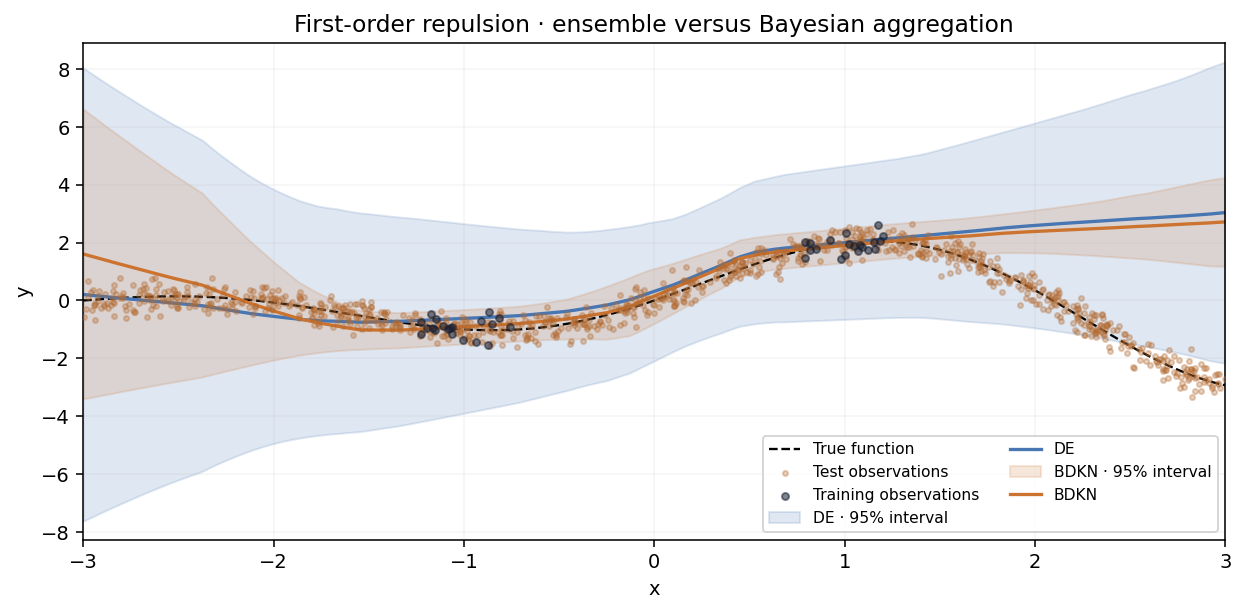 First-order repulsion · ensemble versus Bayesian aggregation
y
8
6
4
2
0
−2
−4
−6
−8
−3
−2
−1
0
1
2
3
x
True function
Test observations
Training observations
DE · 95% interval
DE
BDKN · 95% interval
BDKN